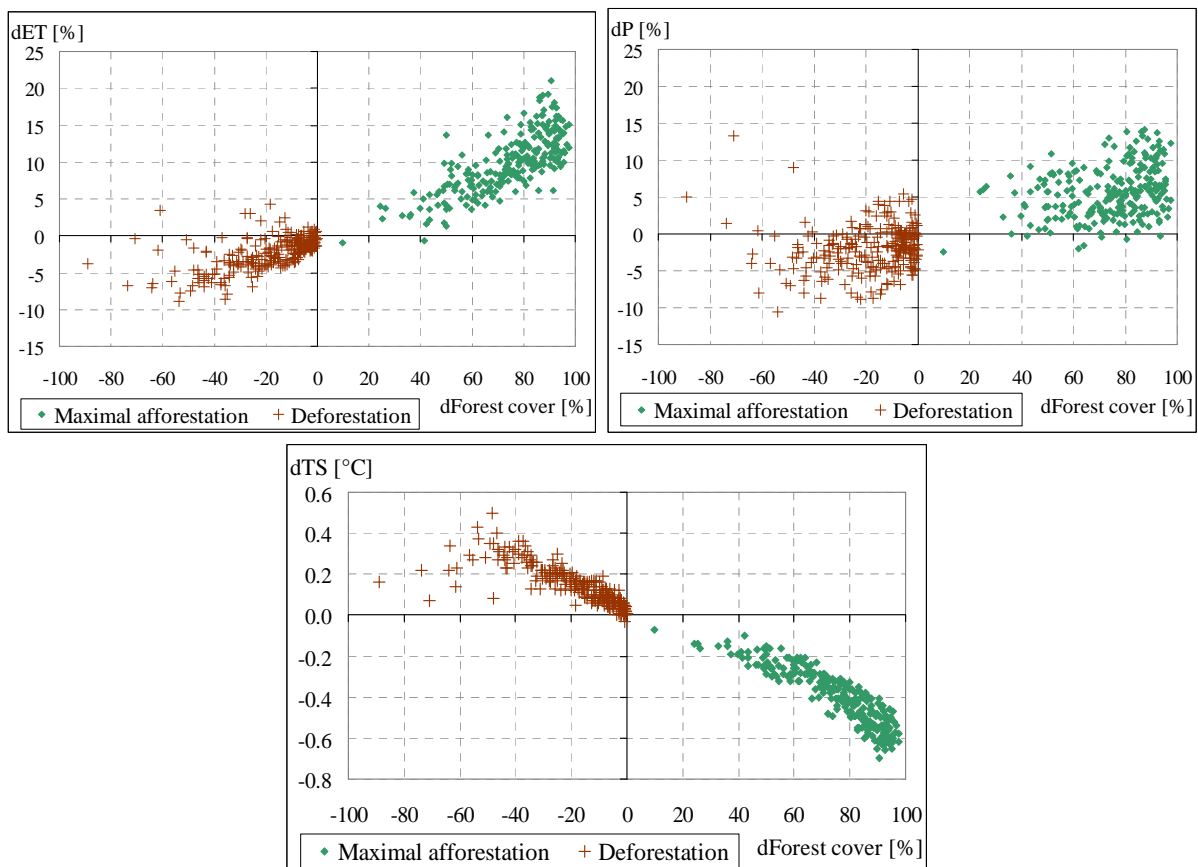 dET [%]
25
20
15
10
5
0
-5
-10
-15
-100 -80 -60 -40 -20 0 20 40 60 80 100
Maximal afforestation Deforestation dForest cover [%]
dP [%]
25
20
15
10
5
0
-5
-10
-15
-100 -80 -60 -40 -20 0 20 40 60 80 100
Maximal afforestation Deforestation dForest cover [%]
dTS [°C]
0.6
0.4
0.2
0.0
-0.2
-0.4
-0.6
-0.8
-100 -80 -60 -40 -20 0 20 40 60 80 100
Maximal afforestation Deforestation dForest cover [%]